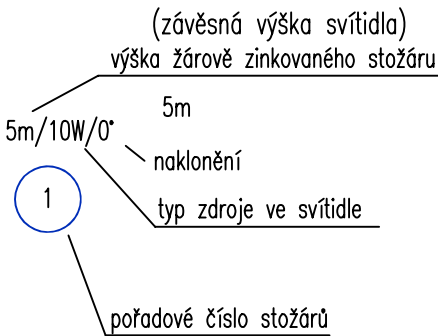 (závěsná výška svítidla)
výška žárově zinkovaného stožáru
5m
5m/10W/0°
naklonění
1
typ zdroje ve svítidle
pořadové číslo stožárů